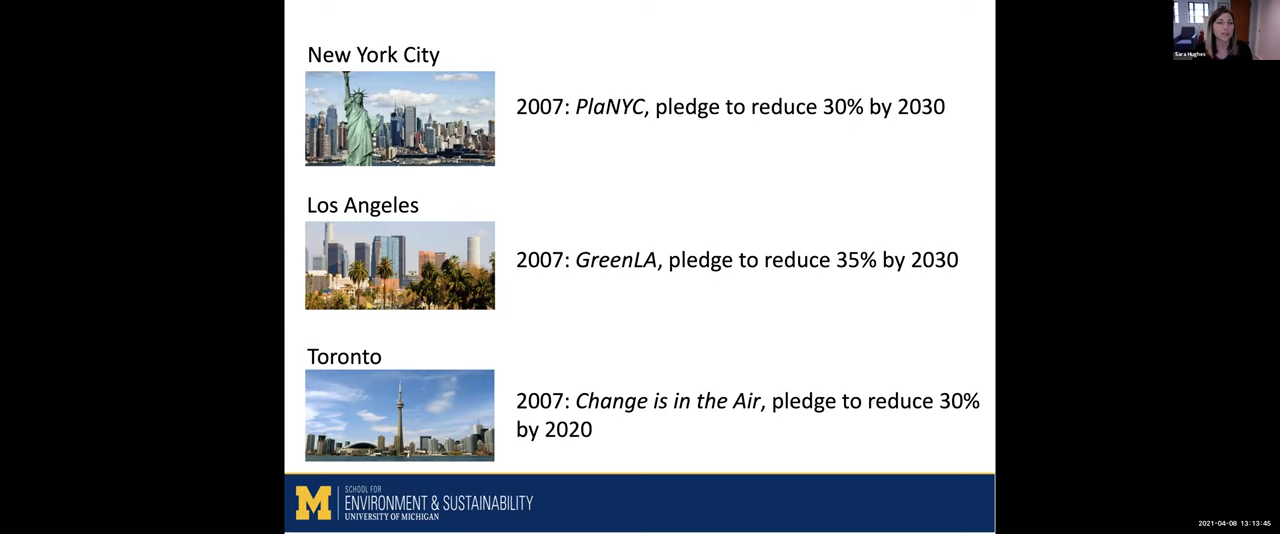 New York City
2007: PlaNYC, pledge to reduce 30% by 2030
Los Angeles
2007: GreenLA, pledge to reduce 35% by 2030
Toronto
2007: Change is in the Air, pledge to reduce 30%
by 2020
M
SCHOOL FOR
ENVIRONMENT & SUSTAINABILITY
UNIVERSITY OF MICHIGAN
Sara Hughes
2021-04-08 13:13:45